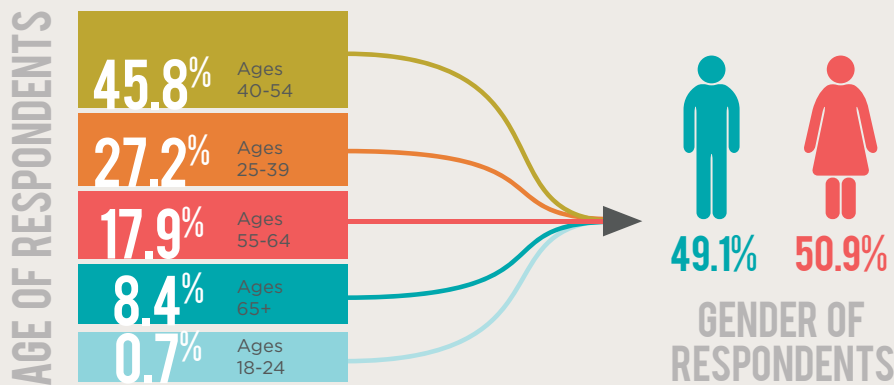 AGE OF RESPONDENTS
45.8%
Ages
40-54
27.2%
Ages
25-39
17.9%
Ages
55-64
8.4%
Ages
65+
0.7%
Ages
18-24
49.1%
50.9%
GENDER OF
RESPONDENTS